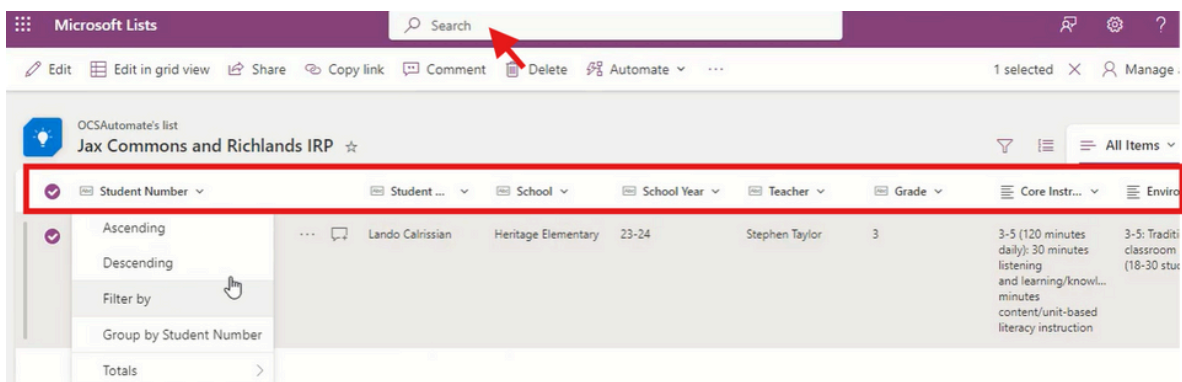 Microsoft Lists
Search
?
Edit
Edit in grid view
Share
Copy link
Comment
Delete
Automate
...
1 selected
Manage
OCSAutomate's list
Jax Commons and Richlands IRP
All Items
Student Number
Student ...
School
School Year
Teacher
Grade
Core Instr...
Enviro
Ascending
Descending
Filter by
Group by Student Number
Totals
...
Lando Calrissian
Heritage Elementary
23-24
Stephen Taylor
3
3-5 (120 minutes
daily): 30 minutes
listening
and learning/knowl...
minutes
content/unit-based
literacy instruction
3-5: Traditi
classroom
(18-30 stud